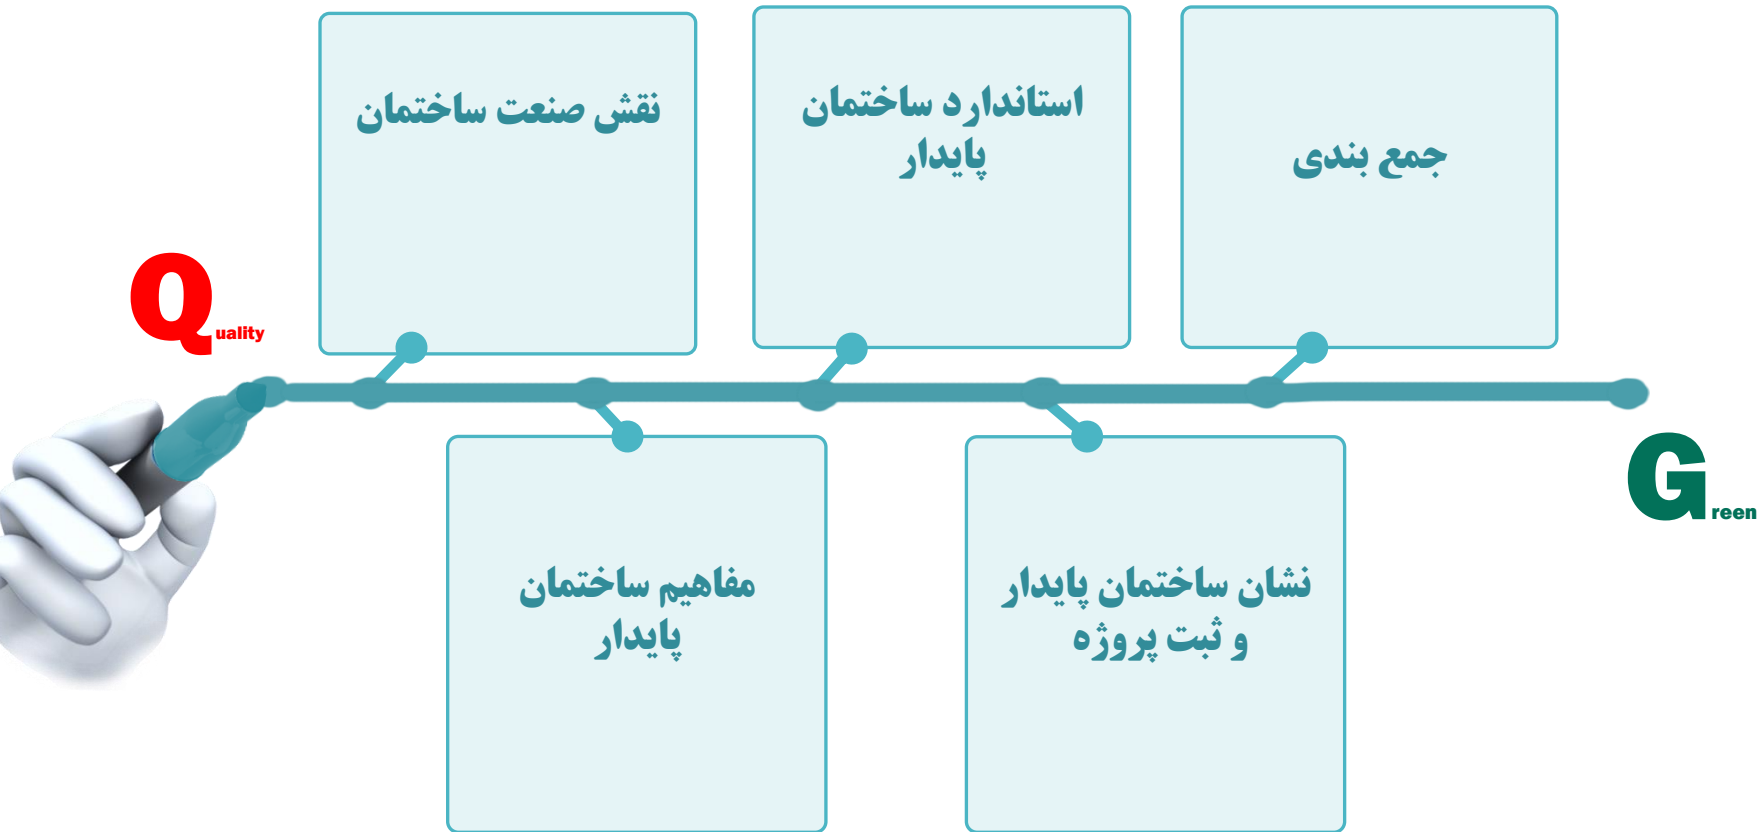 نقش صنعت ساختمان
استاندارد ساختمان
پایدار
جمع بندی
Quality
مفاهیم ساختمان
پایدار
نشان ساختمان پایدار
و ثبت پروژه
Green